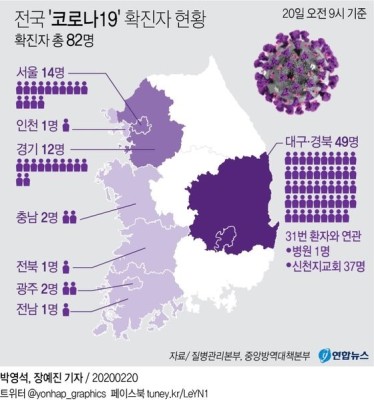 전국 '코로나19' 확진자 현황
확진자 총 82명
20일 오전 9시 기준
서울 14명
인천 1명
경기 12명
대구·경북 49명
충남 2명
31번 환자와 연관
•병원 1명
•신천지교회 37명
전북 1명
광주 2명
전남 1명
자료/ 질병관리본부, 중앙방역대책본부
연합뉴스
박영석, 장예진 기자 / 20200220
트위터 @yonhap_graphics 페이스북 tuney.kr/LeYN1